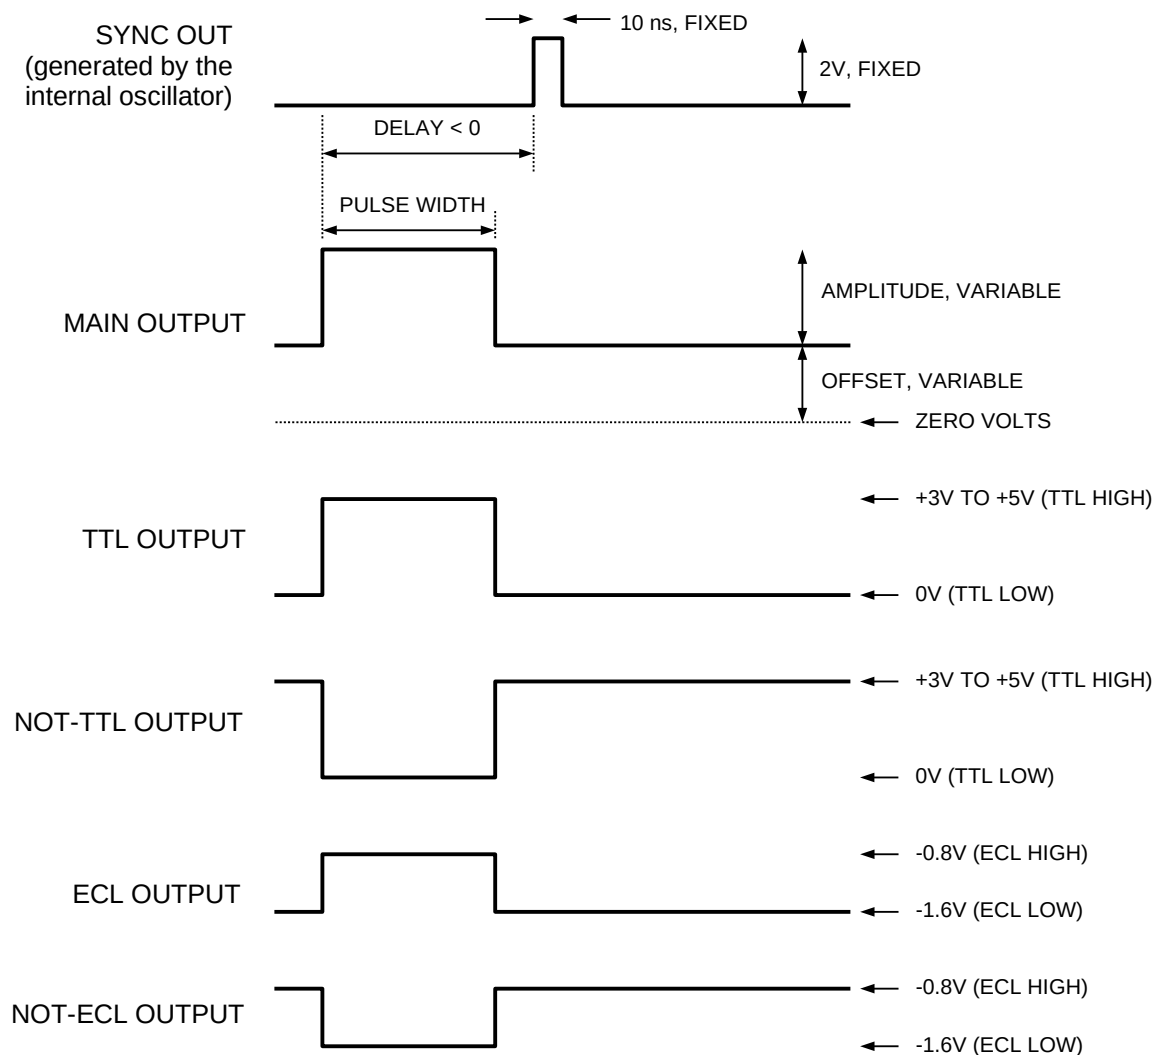 10 ns, FIXED
SYNC OUT
(generated by the
internal oscillator)
2V, FIXED
DELAY < 0
PULSE WIDTH
MAIN OUTPUT
AMPLITUDE, VARIABLE
OFFSET, VARIABLE
ZERO VOLTS
TTL OUTPUT
+3V TO +5V (TTL HIGH)
0V (TTL LOW)
NOT-TTL OUTPUT
+3V TO +5V (TTL HIGH)
0V (TTL LOW)
ECL OUTPUT
-0.8V (ECL HIGH)
-1.6V (ECL LOW)
NOT-ECL OUTPUT
-0.8V (ECL HIGH)
-1.6V (ECL LOW)